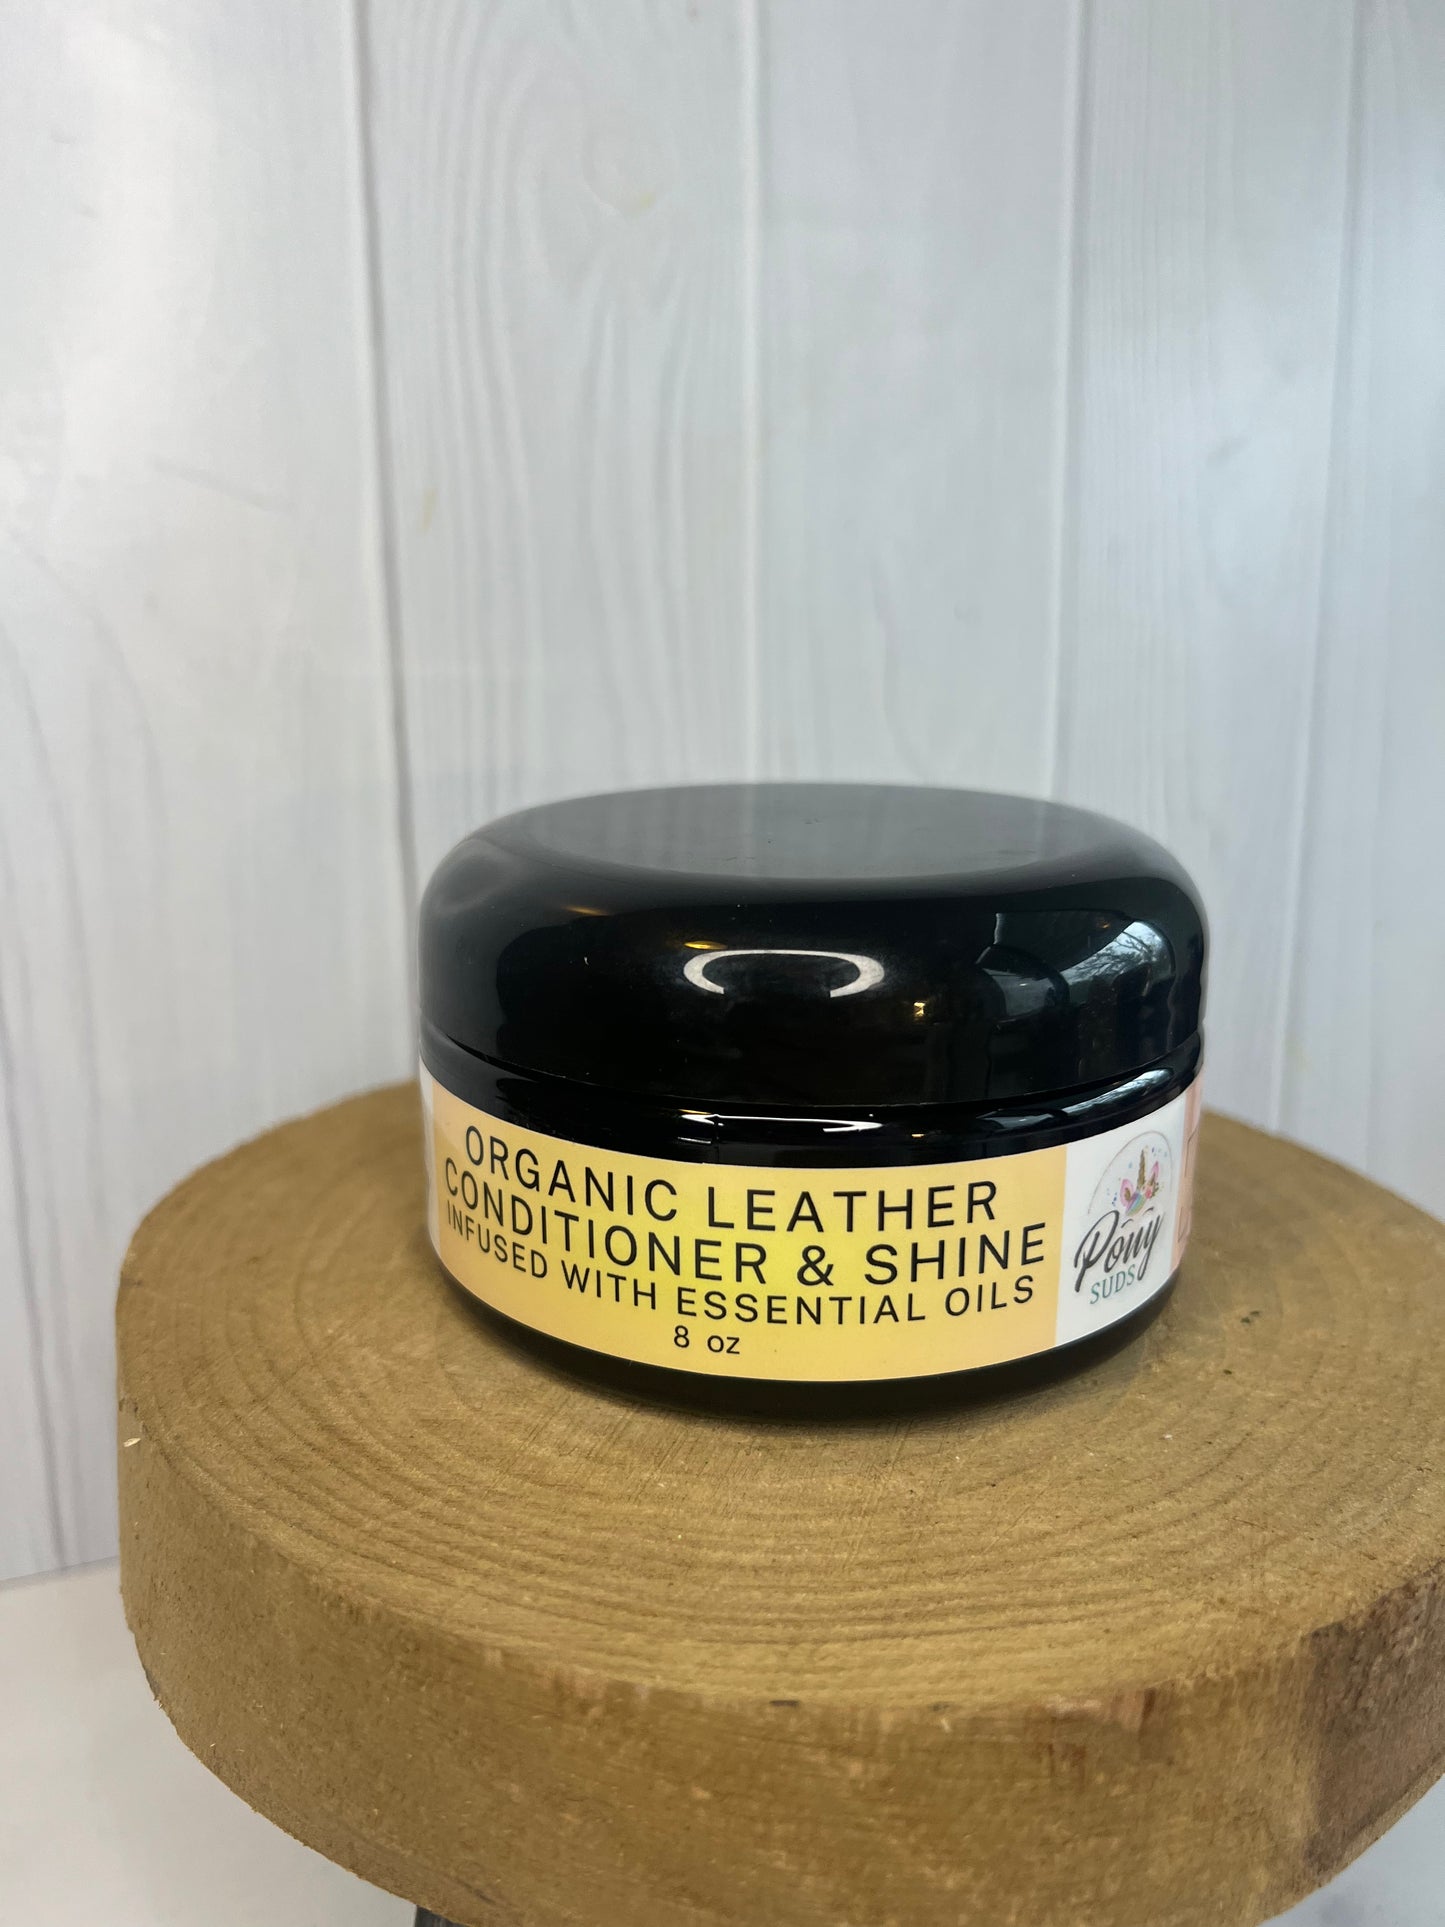 ORGANIC LEATHER
CONDITIONER & SHINE
INFUSED WITH ESSENTIAL OILS
8 oz
Pony
SUDS